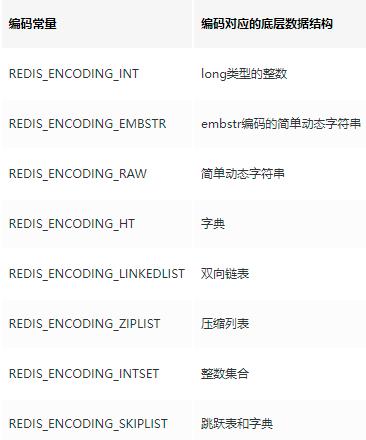 编码常量 编码对应的底层数据结构
REDIS_ENCODING_INT long类型的整数
REDIS_ENCODING_EMBSTR embstr编码的简单动态字符串
REDIS_ENCODING_RAW 简单动态字符串
REDIS_ENCODING_HT 字典
REDIS_ENCODING_LINKEDLIST 双向链表
REDIS_ENCODING_ZIPLIST 压缩列表
REDIS_ENCODING_INTSET 整数集合
REDIS_ENCODING_SKIPLIST 跳跃表和字典